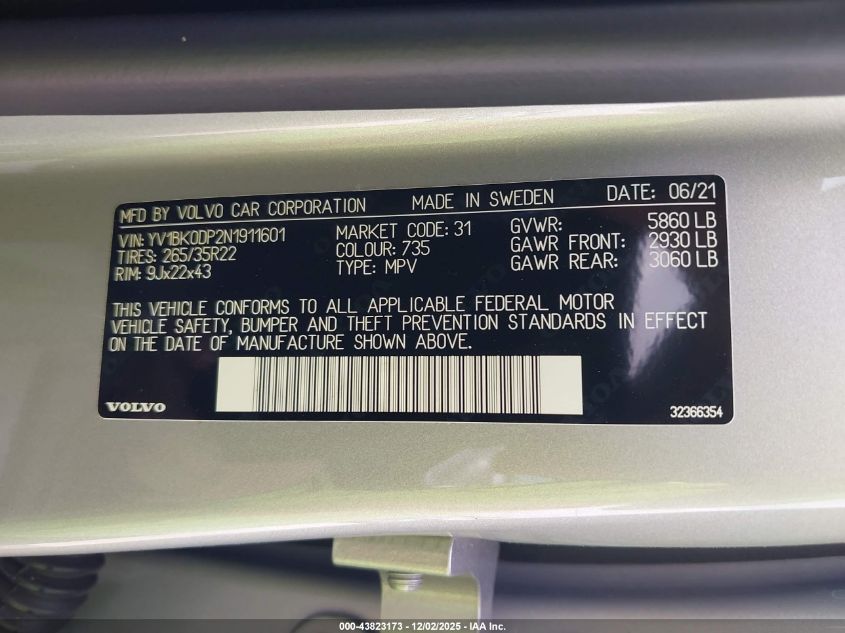 MFD BY VOLVO CAR CORPORATION MADE IN SWEDEN DATE: 06/21
VIN: YV1BK0DP2N1911601 MARKET CODE: 31 GVWR: 5860 LB
TIRES: 265/35R22 COLOUR: 735 GAWR FRONT: 2930 LB
RIM: 9Jx22x43 TYPE: MPV GAWR REAR: 3060 LB
THIS VEHICLE CONFORMS TO ALL APPLICABLE FEDERAL MOTOR
VEHICLE SAFETY, BUMPER AND THEFT PREVENTION STANDARDS IN EFFECT
ON THE DATE OF MANUFACTURE SHOWN ABOVE.
VOLVO 32366354
000-43823173 - 12/02/2025 - IAA Inc.